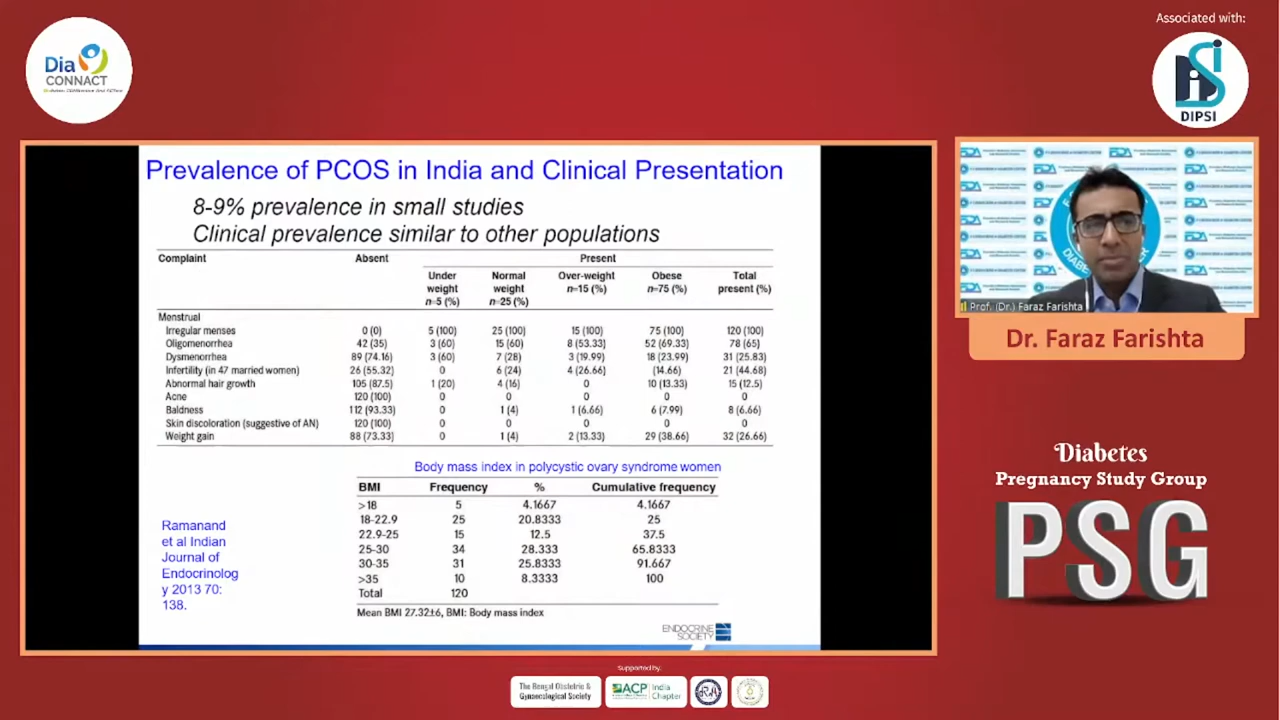 Associated with:
Dia
CONNACT
DIPSI
Prevalence of PCOS in India and Clinical Presentation
8-9% prevalence in small studies
Clinical prevalence similar to other populations
Complaint Absent Present
Under weight n=5 (%) Normal weight n=25 (%) Over-weight n=15 (%) Obese n=75 (%) Total present (%)
Menstrual
Irregular menses 0 (0) 5 (100) 25 (100) 15 (100) 75 (100) 120 (100)
Oligomenorrhea 42 (35) 3 (60) 15 (60) 8 (53.33) 52 (69.33) 78 (65)
Dysmenorrhea 89 (74.16) 3 (60) 7 (28) 3 (19.99) 18 (23.99) 31 (25.83)
Infertility (in 47 married women) 26 (55.32) 0 6 (24) 4 (26.66) (14.66) 21 (44.68)
Abnormal hair growth 105 (87.5) 1 (20) 4 (16) 0 10 (13.33) 15 (12.5)
Acne 120 (100) 0 0 0 0 0
Baldness 112 (93.33) 0 1 (4) 1 (6.66) 6 (7.99) 8 (6.66)
Skin discoloration (suggestive of AN) 120 (100) 0 0 0 0 0
Weight gain 88 (73.33) 0 1 (4) 2 (13.33) 29 (38.66) 32 (26.66)
Body mass index in polycystic ovary syndrome women
BMI Frequency % Cumulative frequency
>18 5 4.1667 4.1667
18-22.9 25 20.8333 25
22.9-25 15 12.5 37.5
25-30 34 28.333 65.8333
30-35 31 25.8333 91.667
>35 10 8.3333 100
Total 120
Mean BMI 27.32±6, BMI: Body mass index
Ramanand
et al Indian
Journal of
Endocrinolog
y 2013 70:
138.
ENDOCRINE
SOCIETY
Prof. (Dr.) Faraz Farishta
Dr. Faraz Farishta
Diabetes
Pregnancy Study Group
PSG
Supported by:
The Bengal Obstetric &
Gynaecological Society
ACP India
Chapter